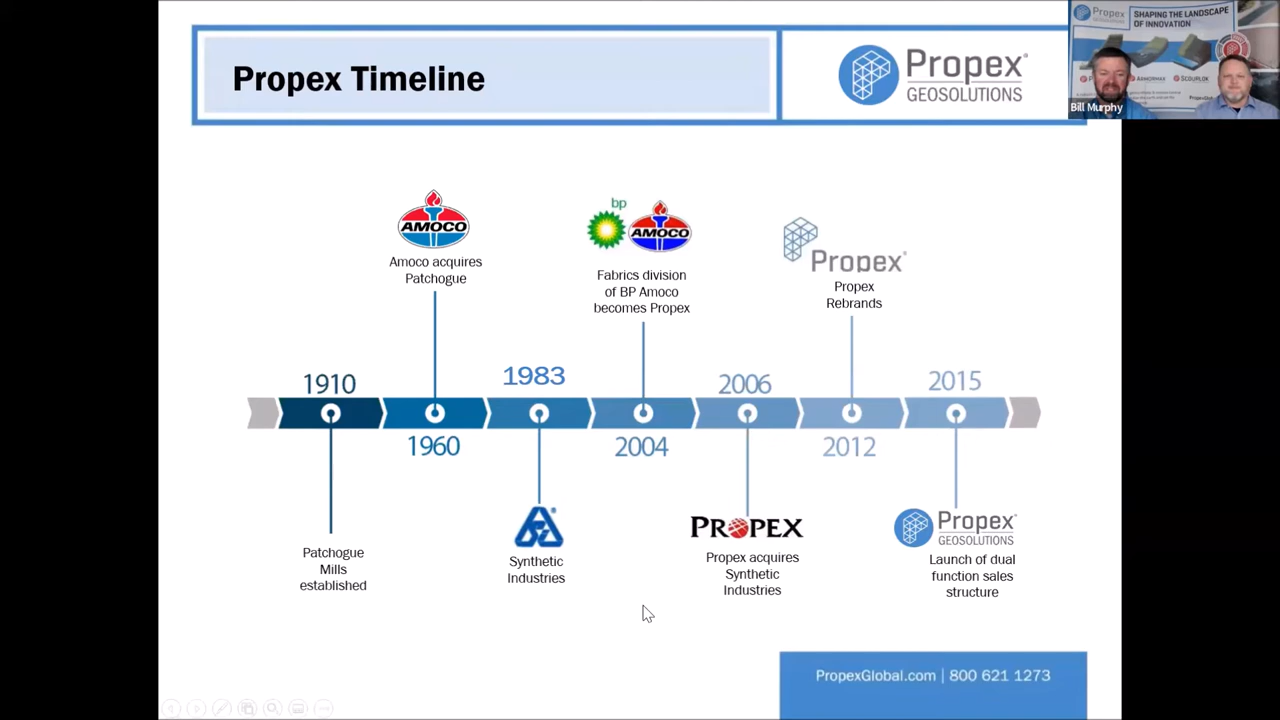 Propex Timeline
Propex®
GEOSOLUTIONS
Propex
GEOSOLUTIONS
SHAPING THE LANDSCAPE
OF INNOVATION
Bill Murphy
AMOCO
Amoco acquires
Patchogue
bp
AMOCO
Fabrics division
of BP Amoco
becomes Propex
Propex®
Propex
Rebrands
1910
1983
2006
2015
1960
2004
2012
Patchogue
Mills
established
Synthetic
Industries
PROPEX
Propex acquires
Synthetic
Industries
Propex
GEOSOLUTIONS
Launch of dual
function sales
structure
PropexGlobal.com | 800 621 1273